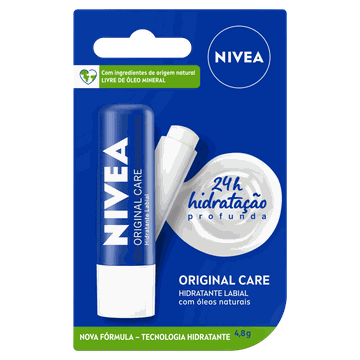 Com ingredientes de origem natural
LIVRE DE ÓLEO MINERAL
NIVEA
NIVEA
ORIGINAL CARE
Hidratante Labial
24h
hidratação
profunda
ORIGINAL CARE
HIDRATANTE LABIAL
com óleos naturais
NOVA FÓRMULA – TECNOLOGIA HIDRATANTE
4,8g